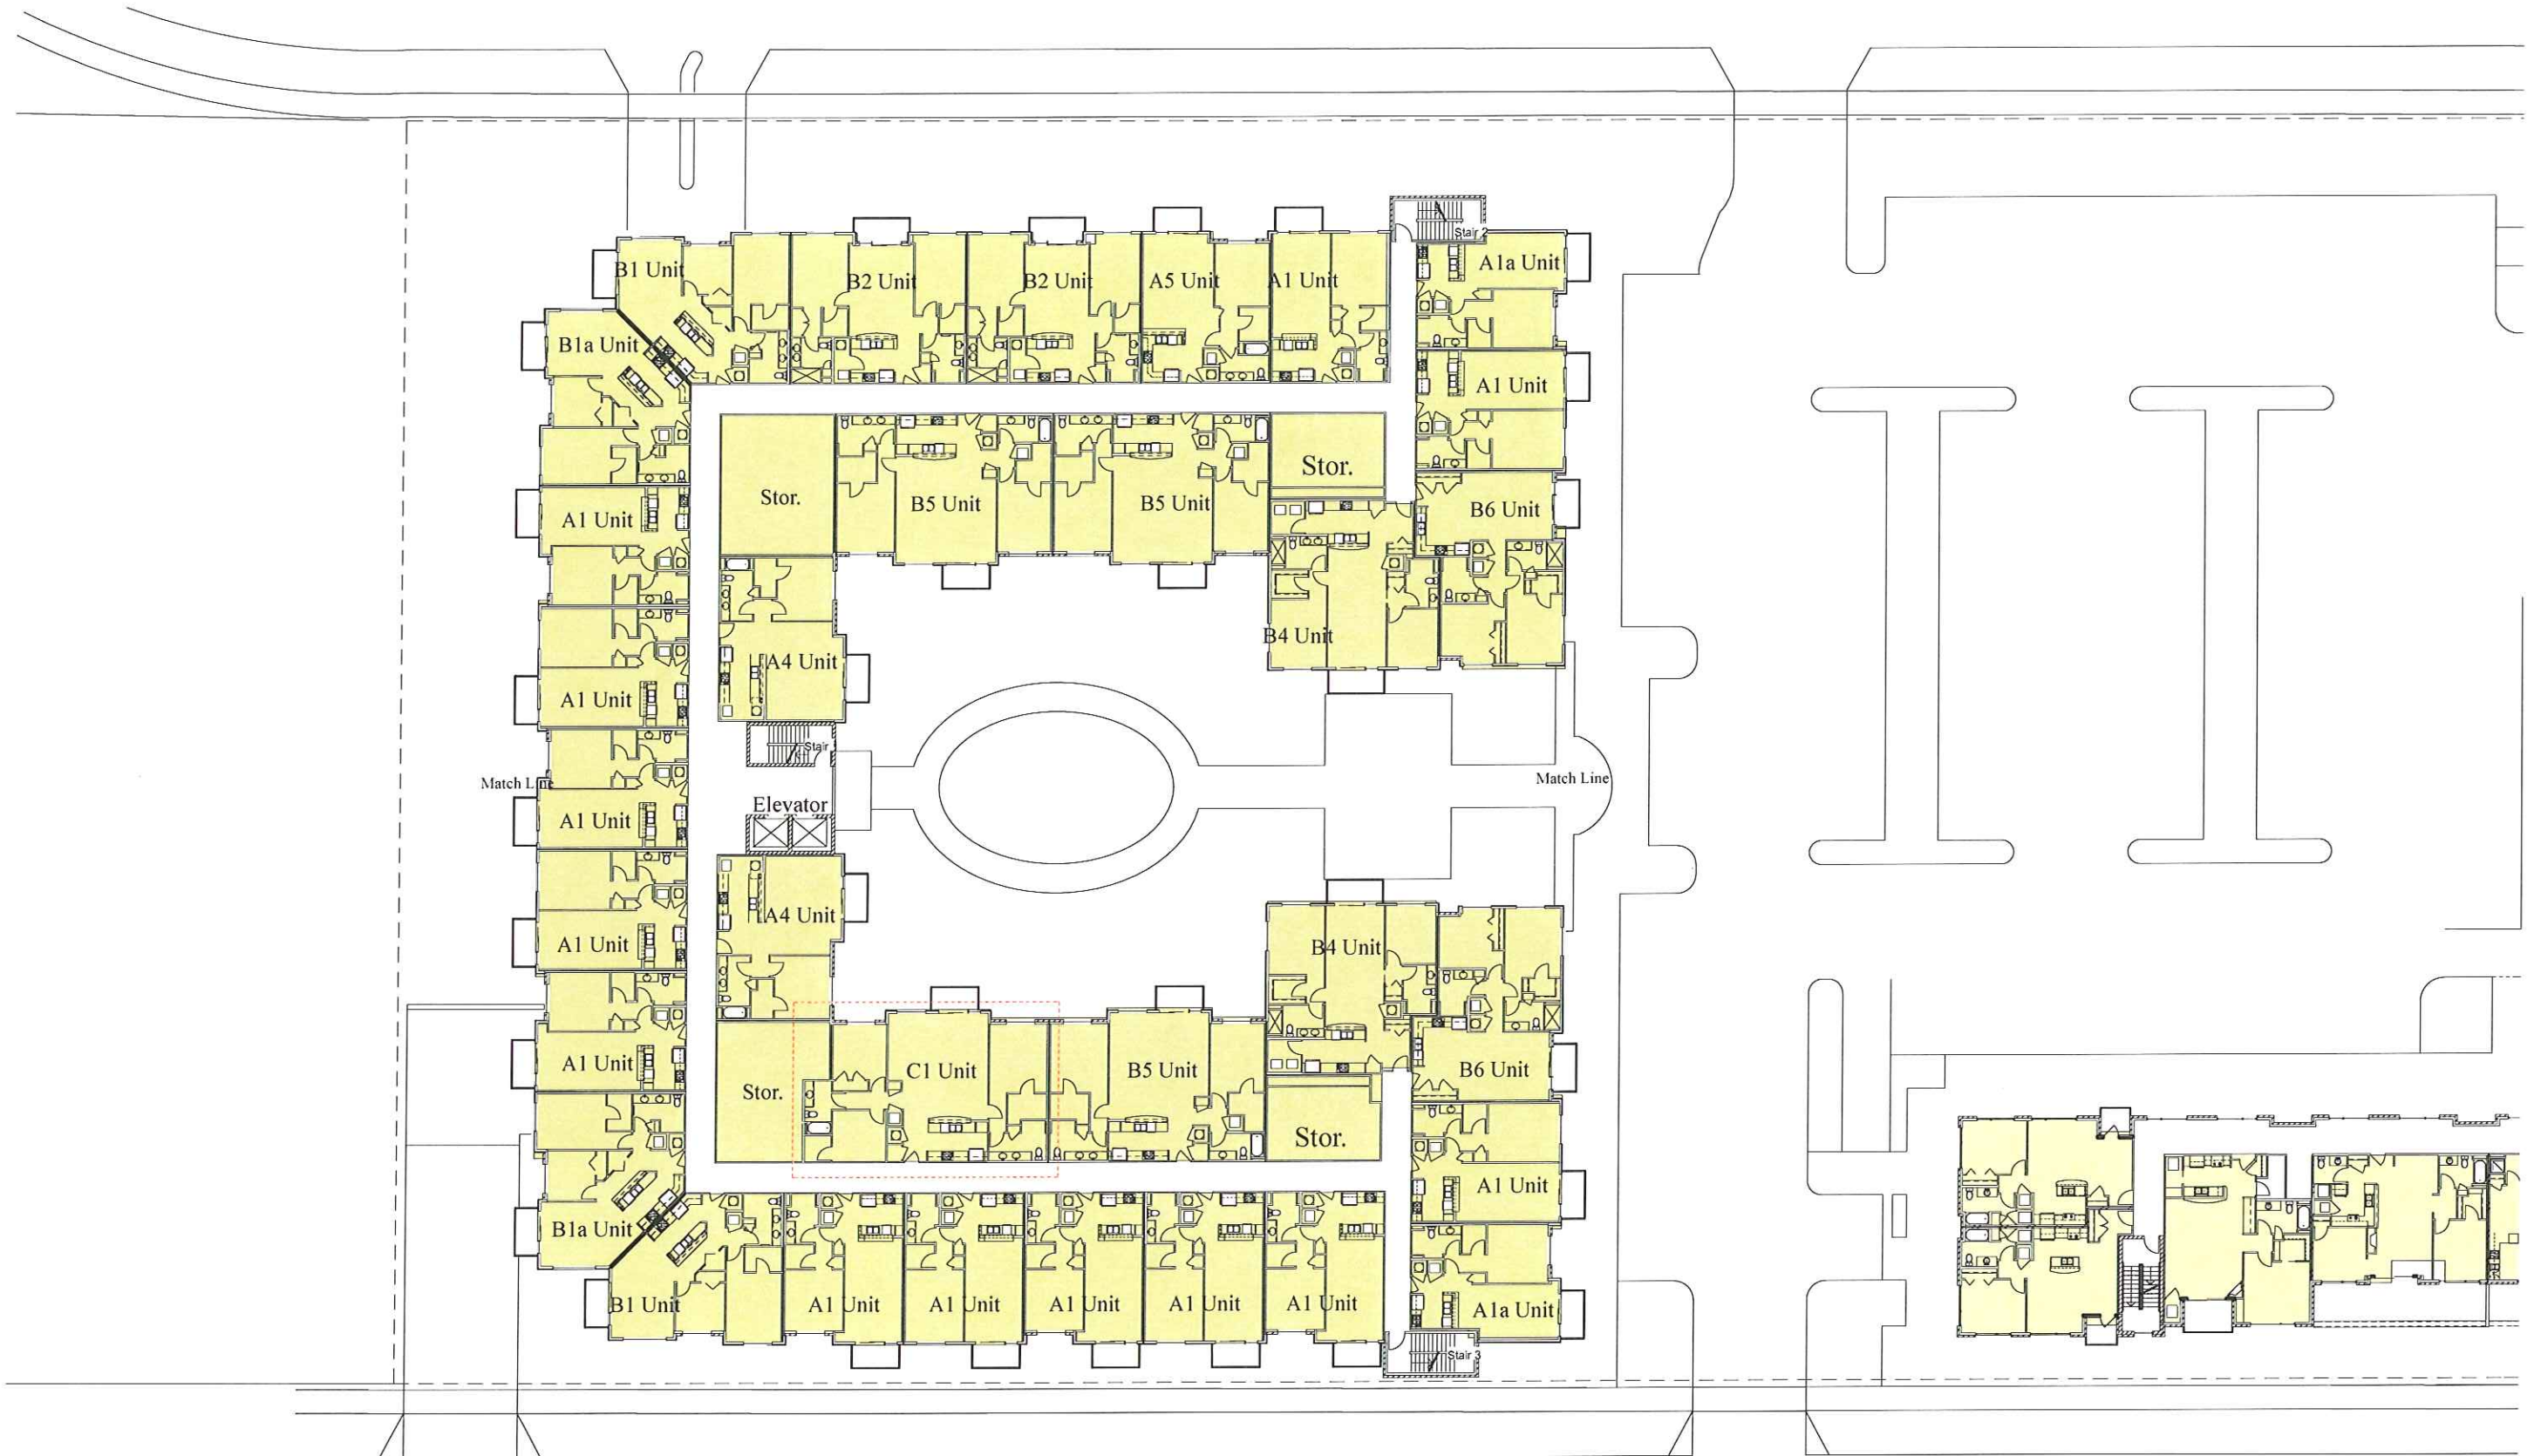 Stair 2
B1 Unit
B2 Unit
B2 Unit
A5 Unit
A1 Unit
A1a Unit
B1a Unit
A1 Unit
Stor.
Stor.
B5 Unit
B5 Unit
B6 Unit
A1 Unit
B4 Unit
A4 Unit
A1 Unit
Stair
Match Line
Match Line
Elevator
A1 Unit
A4 Unit
A1 Unit
B4 Unit
A1 Unit
C1 Unit
B5 Unit
B6 Unit
Stor.
Stor.
A1 Unit
B1a Unit
B1 Unit
A1 Unit
A1 Unit
A1 Unit
A1 Unit
A1 Unit
A1a Unit
Stair 3